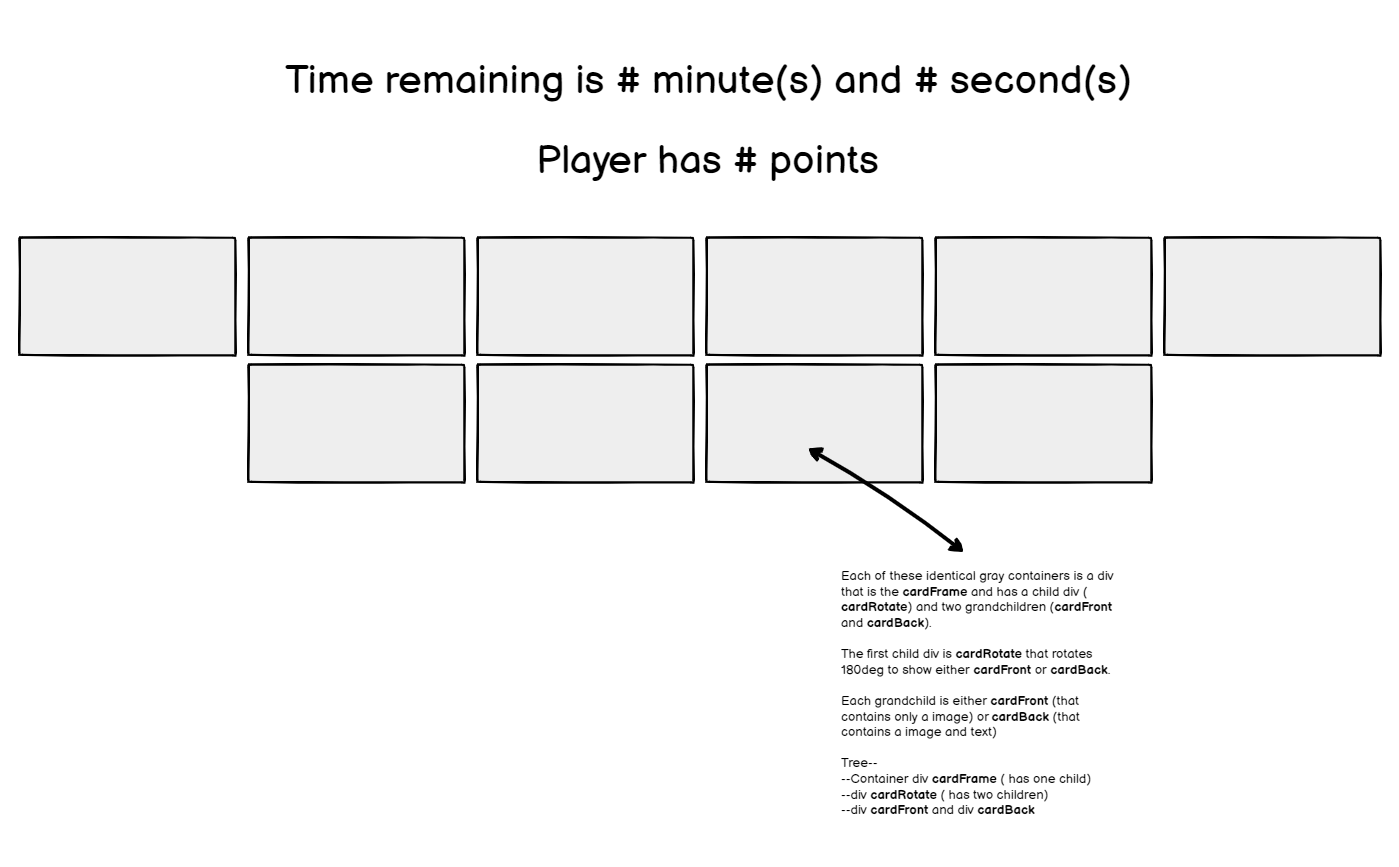 Time remaining is # minute(s) and # second(s)
Player has # points
Each of these identical gray containers is a div
that is the cardFrame and has a child div (
cardRotate) and two grandchildren (cardFront
and cardBack).
The first child div is cardRotate that rotates
180deg to show either cardFront or cardBack.
Each grandchild is either cardFront (that
contains only a image) or cardBack (that
contains a image and text)
Tree--
--Container div cardFrame ( has one child)
--div cardRotate ( has two children)
--div cardFront and div cardBack